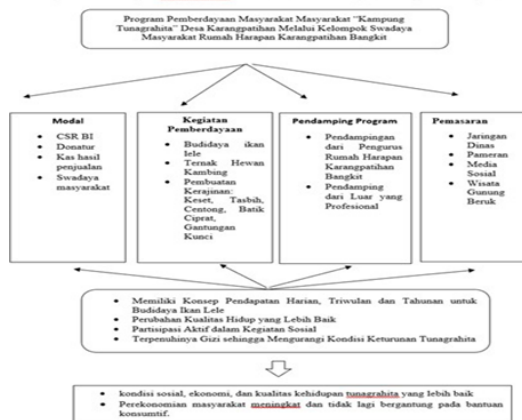 Program Pemberdayaan Masyarakat Masyarakat "Kampung
Tunagrahita" Desa Karangpatihan Melalui Kelompok Swadaya
Masyarakat Rumah Harapan Karangpatihan Bangkit
Modal
• CSR BI
• Donatur
• Kas hasil
penjualan
• Swadaya
masyarakat
Kegiatan
Pemberdayaan
• Budidaya ikan
lele
• Ternak Hewan
Kambing
• Pembuatan
Kerajinan:
Keset, Tasbih,
Centong, Batik
Ciprat,
Gantungan
Kunci
Pendamping Program
• Pendampingan
dari Pengurus
Rumah Harapan
Karangpatihan
Bangkit
• Pendamping
dari Luar yang
Profesional
Pemasaran
• Jaringan
Dinas
• Pameran
• Media
Sosial
• Wisata
Gunung
Beruk
• Memiliki Konsep Pendapatan Harian, Triwulan dan Tahunan untuk
Budidaya Ikan Lele
• Perubahan Kualitas Hidup yang Lebih Baik
• Partisipasi Aktif dalam Kegiatan Sosial
• Terpenuhinya Gizi sehingga Mengurangi Kondisi Keturunan Tunagrahita
• kondisi sosial, ekonomi, dan kualitas kehidupan tunagrahita yang lebih baik
• Perekonomian masyarakat meningkat dan tidak lagi bergantung pada bantuan
konsumtif.